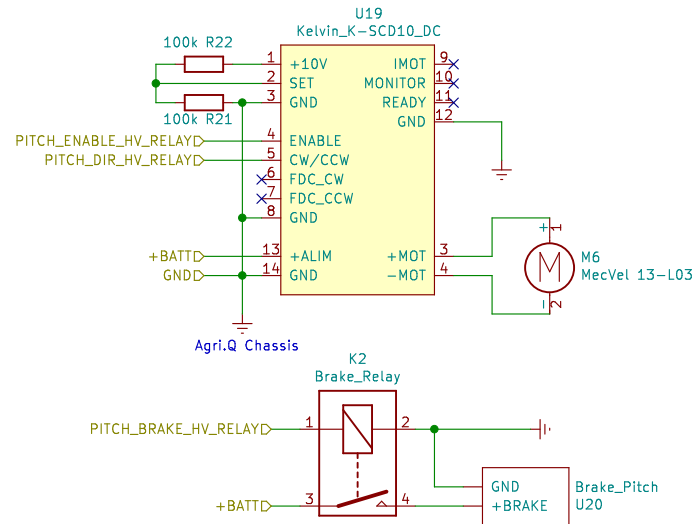 U19
Kelvin_K-SCD10_DC
100k R22
1 +10V IMOT 9
2 SET MONITOR 10
3 GND READY 11
100k R21
GND 12
PITCH_ENABLE_HV_RELAY 4 ENABLE
PITCH_DIR_HV_RELAY 5 CW/CCW
6 FDC_CW
7 FDC_CCW
8 GND
+BATT 13 +ALIM +MOT 3
GND 14 GND -MOT 4
+ 1
M M6
MecVel 13-L03
- 2
Agri.Q Chassis
K2
Brake_Relay
PITCH_BRAKE_HV_RELAY 1 2
GND Brake_Pitch
+BATT 3 4 +BRAKE U20